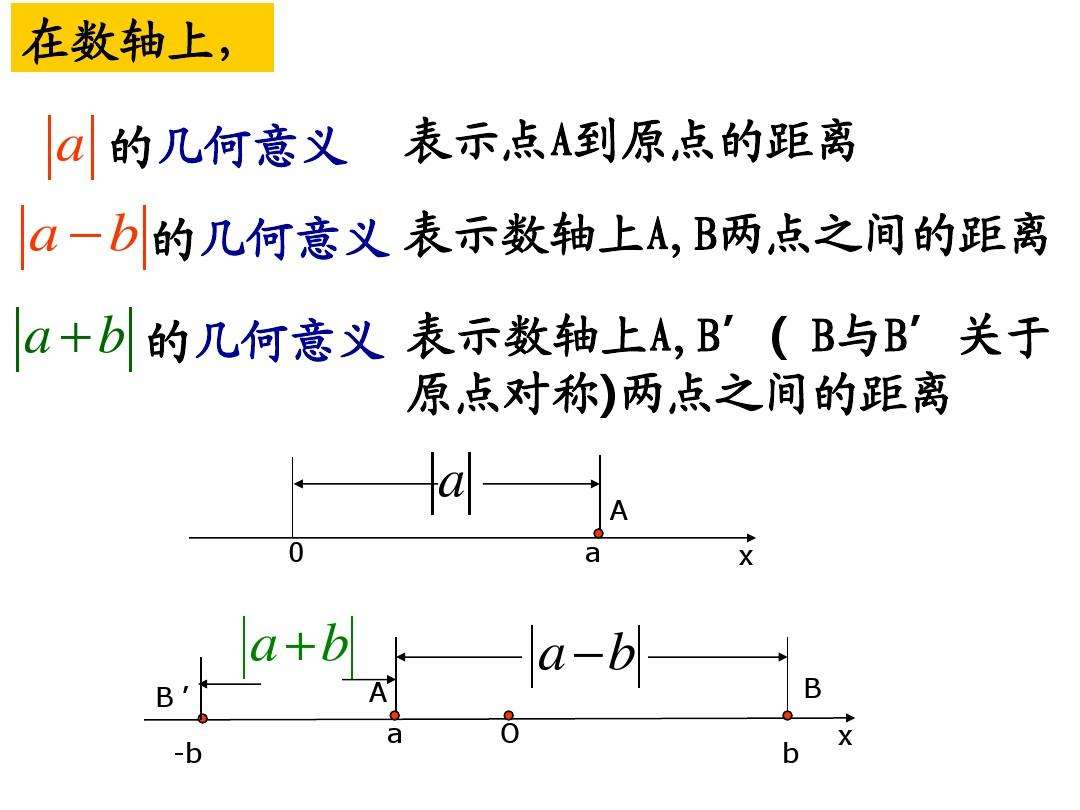 在数轴上，
|a| 的几何意义 表示点A到原点的距离
|a－b| 的几何意义 表示数轴上A,B两点之间的距离
|a+b| 的几何意义 表示数轴上A,B′( B与B′关于
原点对称)两点之间的距离
|a|
A
0 a x
|a+b| |a－b|
B′ A B
a O x
-b b